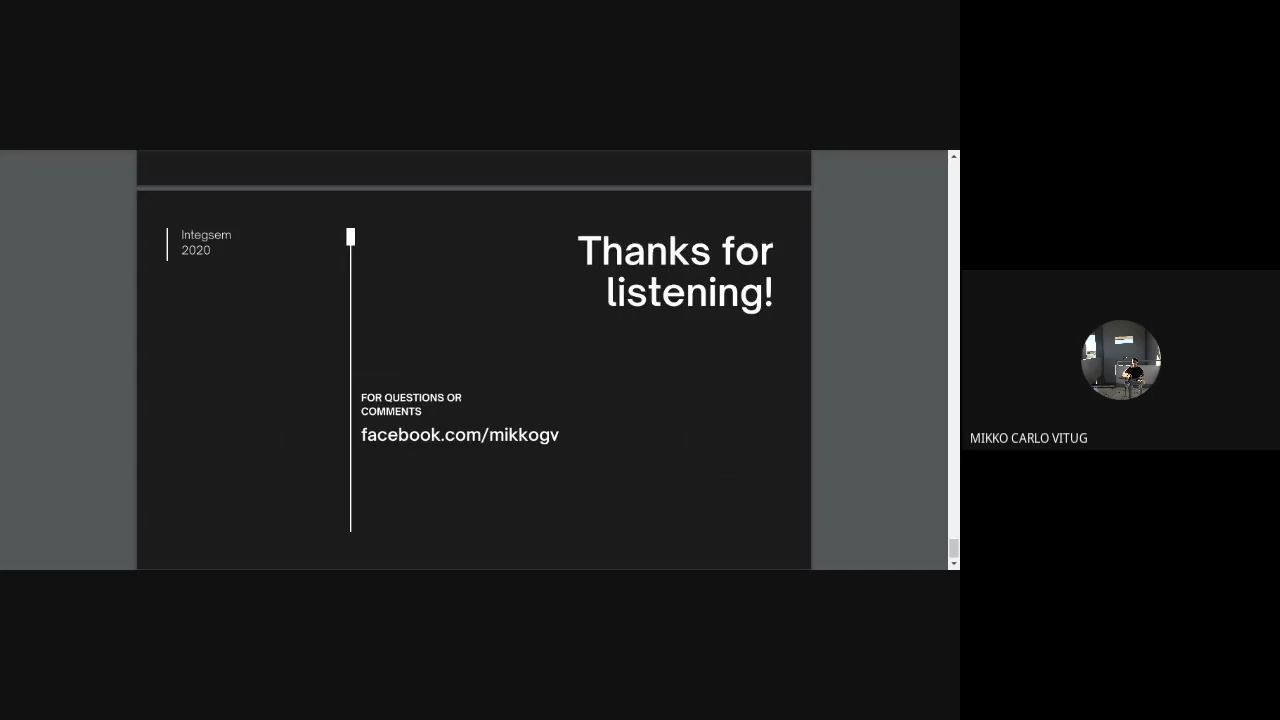 Integsem
2020
Thanks for
listening!
FOR QUESTIONS OR
COMMENTS
facebook.com/mikkogv
MIKKO CARLO VITUG